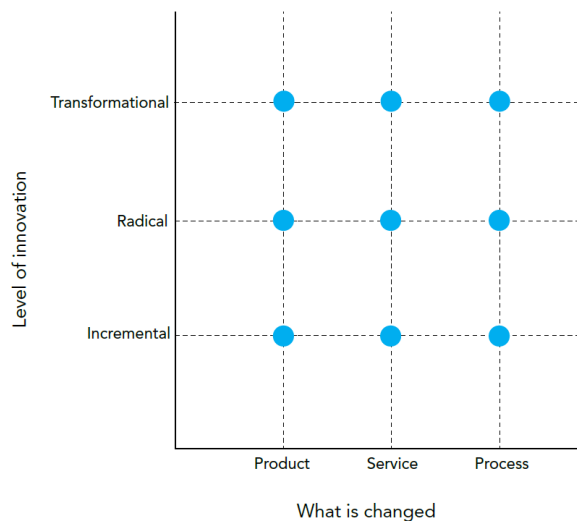 Transformational
Radical
Incremental
Level of innovation
Product Service Process
What is changed